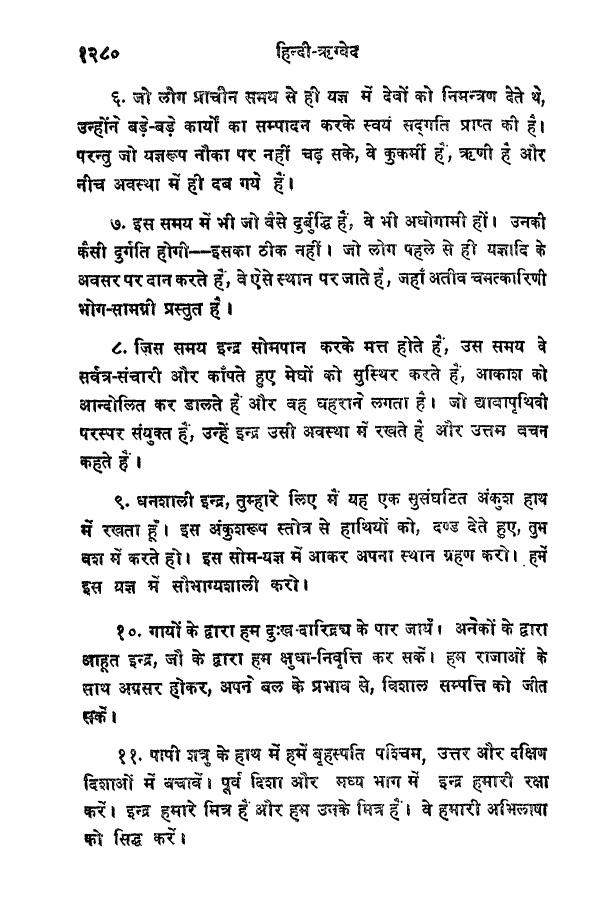 १२८० हिन्दी-ऋग्वेद
६. जो लोग प्राचीन समय से ही यज्ञ में देवों को निमन्त्रण देते थे,
उन्होंने बड़े-बड़े कार्यों का सम्पादन करके स्वयं सद्गति प्राप्त की है।
परन्तु जो यज्ञरूप नौका पर नहीं चढ़ सके, वे कुकर्मी हैं, ऋणी हैं और
नीच अवस्था में ही दब गये हैं।
७. इस समय में भी जो वैसे दुर्बुद्धि हैं, वे भी अधोगामी हों। उनकी
कैसी दुर्गति होगी—इसका ठीक नहीं। जो लोग पहले से ही यज्ञादि के
अवसर पर दान करते हैं, वे ऐसे स्थान पर जाते हैं, जहाँ अतीव चमत्कारिणी
भोग-सामग्री प्रस्तुत है।
८. जिस समय इन्द्र सोमपान करके मत्त होते हैं, उस समय वे
सर्वत्र-संचारी और काँपते हुए मेघों को सुस्थिर करते हैं, आकाश को
आन्दोलित कर डालते हैं और वह घहराने लगता है। जो द्यावापृथिवी
परस्पर संयुक्त हैं, उन्हें इन्द्र उसी अवस्था में रखते हैं और उत्तम वचन
कहते हैं।
९. धनशाली इन्द्र, तुम्हारे लिए मैं यह एक सुसंघटित अंकुश हाथ
में रखता हूँ। इस अंकुशरूप स्तोत्र से हाथियों को, दण्ड देते हुए, तुम
वश में करते हो। इस सोम-यज्ञ में आकर अपना स्थान ग्रहण करो। हमें
इस यज्ञ में सौभाग्यशाली करो।
१०. गायों के द्वारा हम दुःख-दारिद्र्य के पार जायँ। अनेकों के द्वारा
आहूत इन्द्र, जौ के द्वारा हम क्षुधा-निवृत्ति कर सकें। हम राजाओं के
साथ अग्रसर होकर, अपने बल के प्रभाव से, विशाल सम्पत्ति को जीत
सकें।
११. पापी शत्रु के हाथ में हमें बृहस्पति पश्चिम, उत्तर और दक्षिण
दिशाओं में बचावें। पूर्व दिशा और मध्य भाग में इन्द्र हमारी रक्षा
करें। इन्द्र हमारे मित्र हैं और हम उनके मित्र हैं। वे हमारी अभिलाषा
को सिद्ध करें।